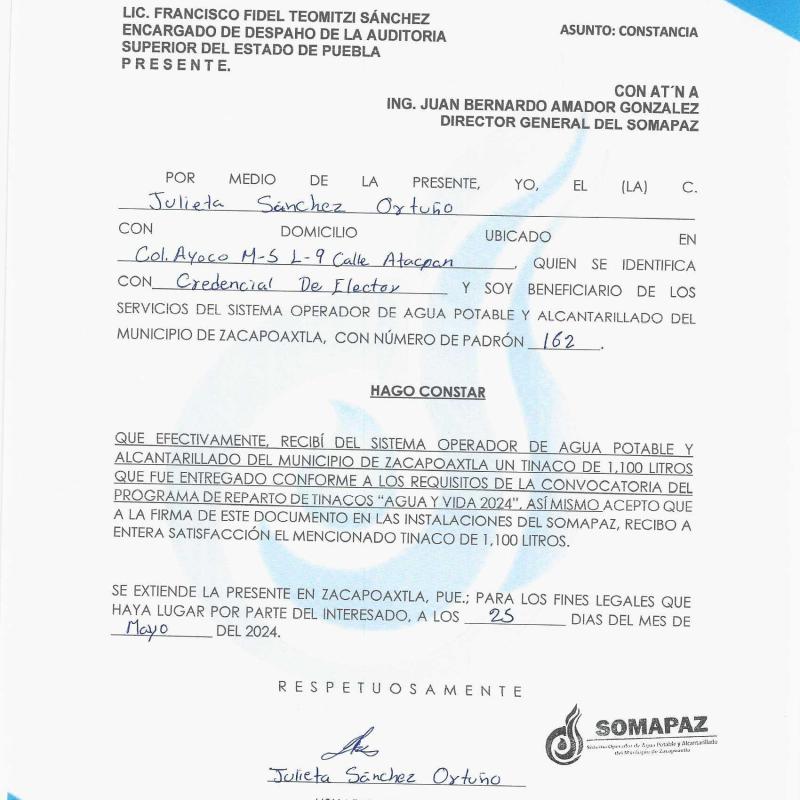 LIC. FRANCISCO FIDEL TEOMITZI SÁNCHEZ
ENCARGADO DE DESPAHO DE LA AUDITORIA
SUPERIOR DEL ESTADO DE PUEBLA
P R E S E N T E.
ASUNTO: CONSTANCIA
CON AT´N A
ING. JUAN BERNARDO AMADOR GONZALEZ
DIRECTOR GENERAL DEL SOMAPAZ
POR MEDIO DE LA PRESENTE, YO, EL (LA) C.
Julieta Sánchez Ortuño
CON DOMICILIO UBICADO EN
Col. Ayoco M-5 L-9 Calle Atacpan, QUIEN SE IDENTIFICA
CON Credencial De Elector Y SOY BENEFICIARIO DE LOS
SERVICIOS DEL SISTEMA OPERADOR DE AGUA POTABLE Y ALCANTARILLADO DEL
MUNICIPIO DE ZACAPOAXTLA, CON NÚMERO DE PADRÓN 162.
HAGO CONSTAR
QUE EFECTIVAMENTE, RECIBÍ DEL SISTEMA OPERADOR DE AGUA POTABLE Y
ALCANTARILLADO DEL MUNICIPIO DE ZACAPOAXTLA UN TINACO DE 1,100 LITROS
QUE FUE ENTREGADO CONFORME A LOS REQUISITOS DE LA CONVOCATORIA DEL
PROGRAMA DE REPARTO DE TINACOS “AGUA Y VIDA 2024”, ASÍ MISMO ACEPTO QUE
A LA FIRMA DE ESTE DOCUMENTO EN LAS INSTALACIONES DEL SOMAPAZ, RECIBO A
ENTERA SATISFACCIÓN EL MENCIONADO TINACO DE 1,100 LITROS.
SE EXTIENDE LA PRESENTE EN ZACAPOAXTLA, PUE.; PARA LOS FINES LEGALES QUE
HAYA LUGAR POR PARTE DEL INTERESADO, A LOS 25 DIAS DEL MES DE
Mayo DEL 2024.
R E S P E T U O S A M E N T E
Julieta Sánchez Ortuño
SOMAPAZ
Sistema Operador de Agua Potable y Alcantarillado
del Municipio de Zacapoaxtla